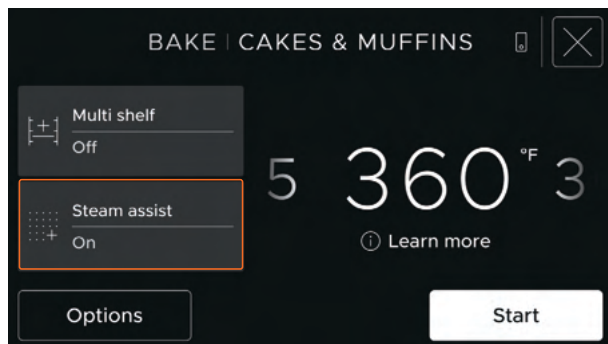 BAKE | CAKES & MUFFINS
Multi shelf
Off
5 360 °F 3
Steam assist
On
Learn more
Options
Start